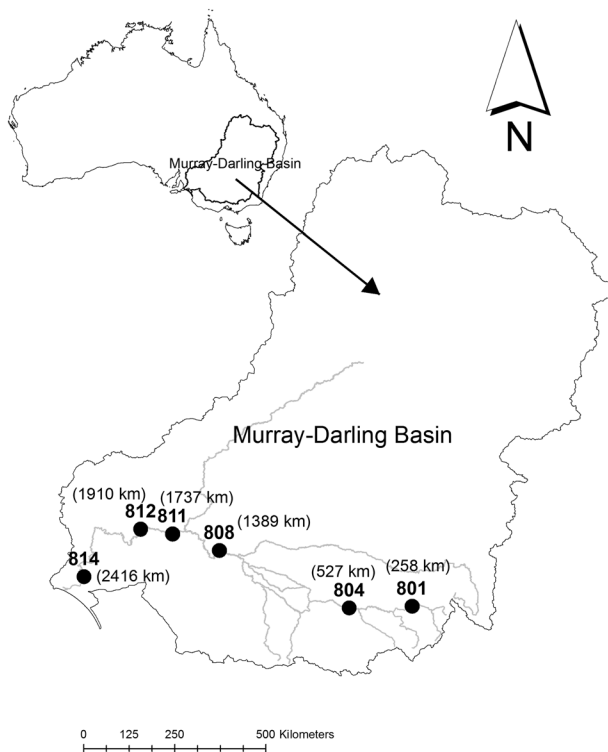 Murray-Darling Basin
N
Murray-Darling Basin
(1910 km) (1737 km)
812 811
808 (1389 km)
814
(2416 km)
(527 km) (258 km)
804 801
0 125 250 500 Kilometers